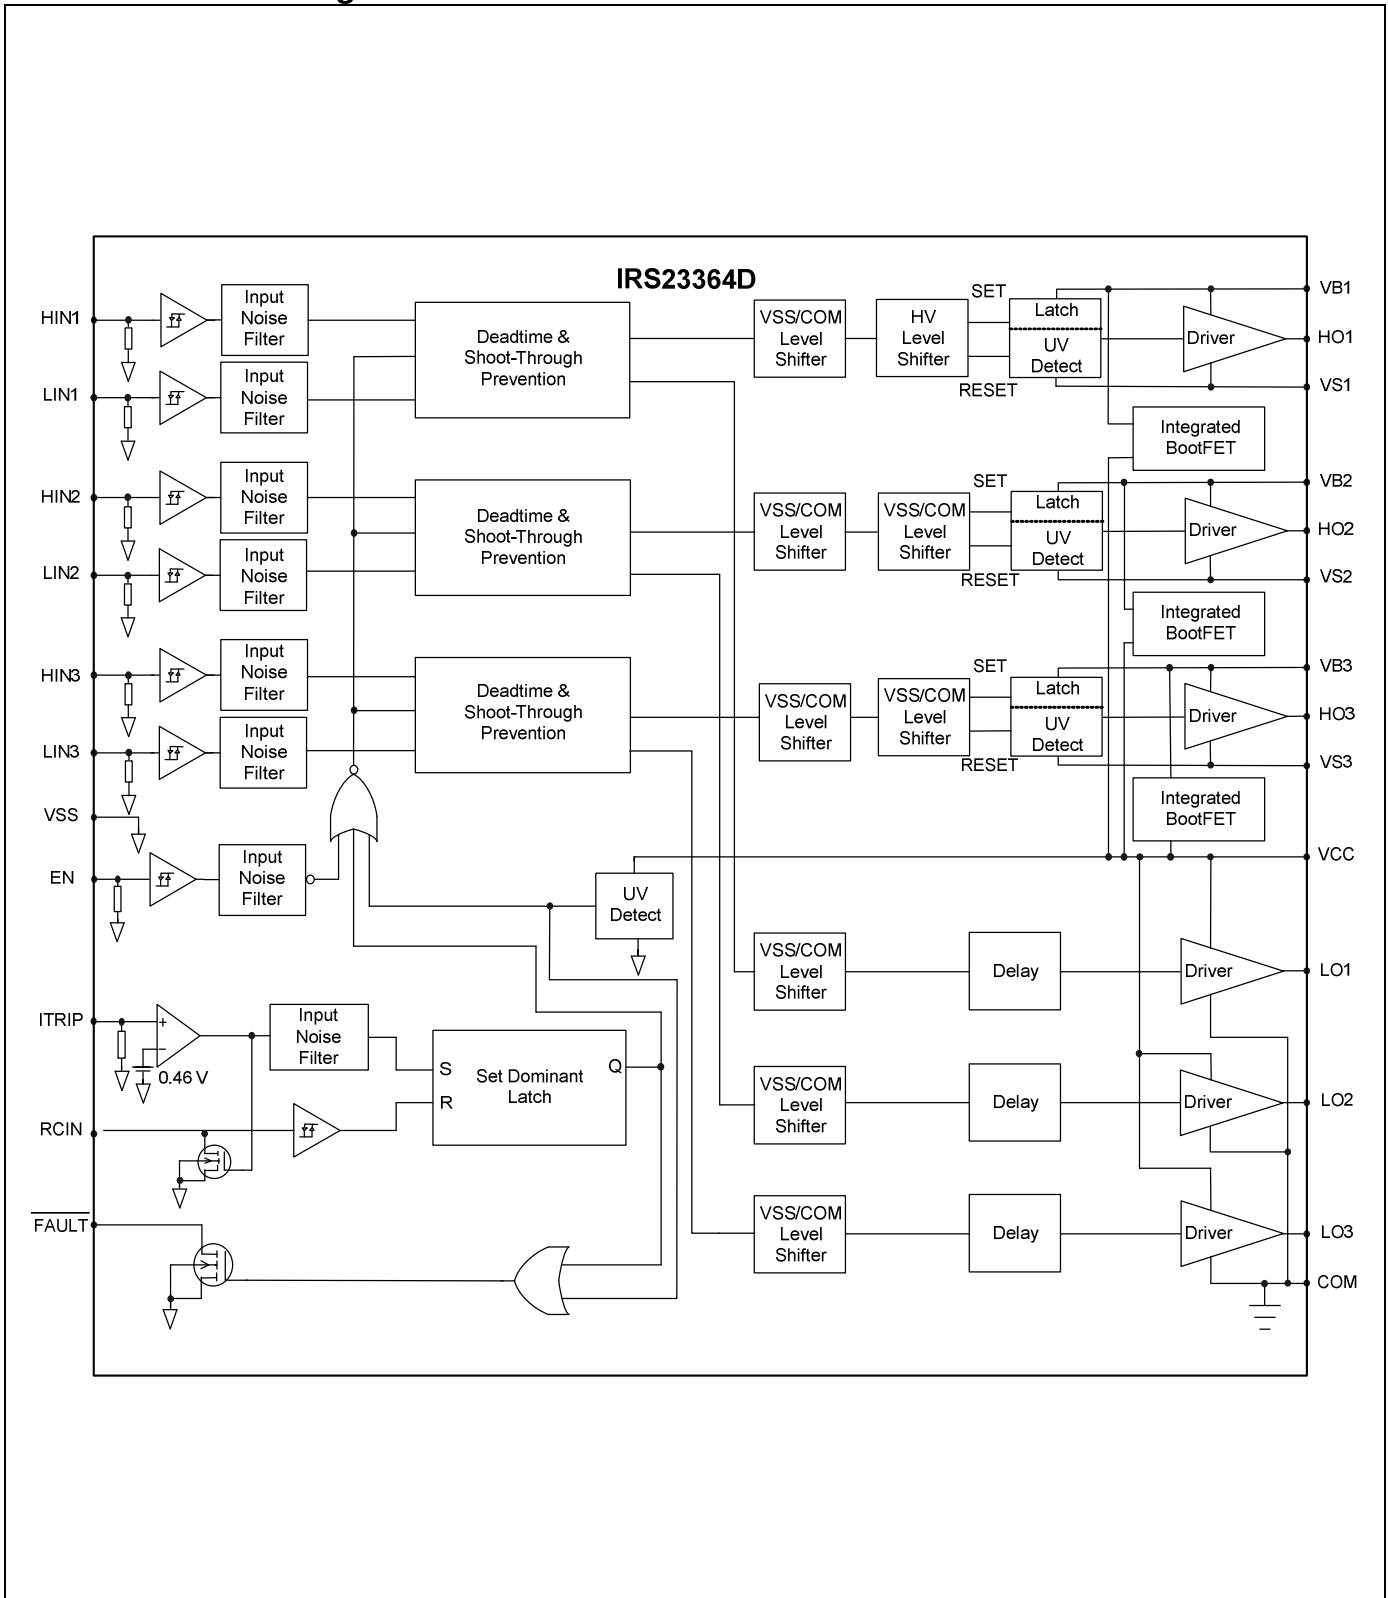 IRS23364D
HIN1
Input
Noise
Filter
Deadtime &
Shoot-Through
Prevention
VSS/COM
Level
Shifter
HV
Level
Shifter
SET
Latch
UV
Detect
RESET
Driver
VB1
HO1
VS1
LIN1
Input
Noise
Filter
Integrated
BootFET
HIN2
Input
Noise
Filter
Deadtime &
Shoot-Through
Prevention
VSS/COM
Level
Shifter
VSS/COM
Level
Shifter
SET
Latch
UV
Detect
RESET
Driver
VB2
HO2
VS2
LIN2
Input
Noise
Filter
Integrated
BootFET
HIN3
Input
Noise
Filter
Deadtime &
Shoot-Through
Prevention
VSS/COM
Level
Shifter
VSS/COM
Level
Shifter
SET
Latch
UV
Detect
RESET
Driver
VB3
HO3
VS3
LIN3
Input
Noise
Filter
Integrated
BootFET
VSS
VCC
EN
Input
Noise
Filter
UV
Detect
VSS/COM
Level
Shifter
Delay
Driver
LO1
ITRIP
+
−
0.46 V
Input
Noise
Filter
S
R
Set Dominant
Latch
Q
VSS/COM
Level
Shifter
Delay
Driver
LO2
RCIN
FAULT
VSS/COM
Level
Shifter
Delay
Driver
LO3
COM